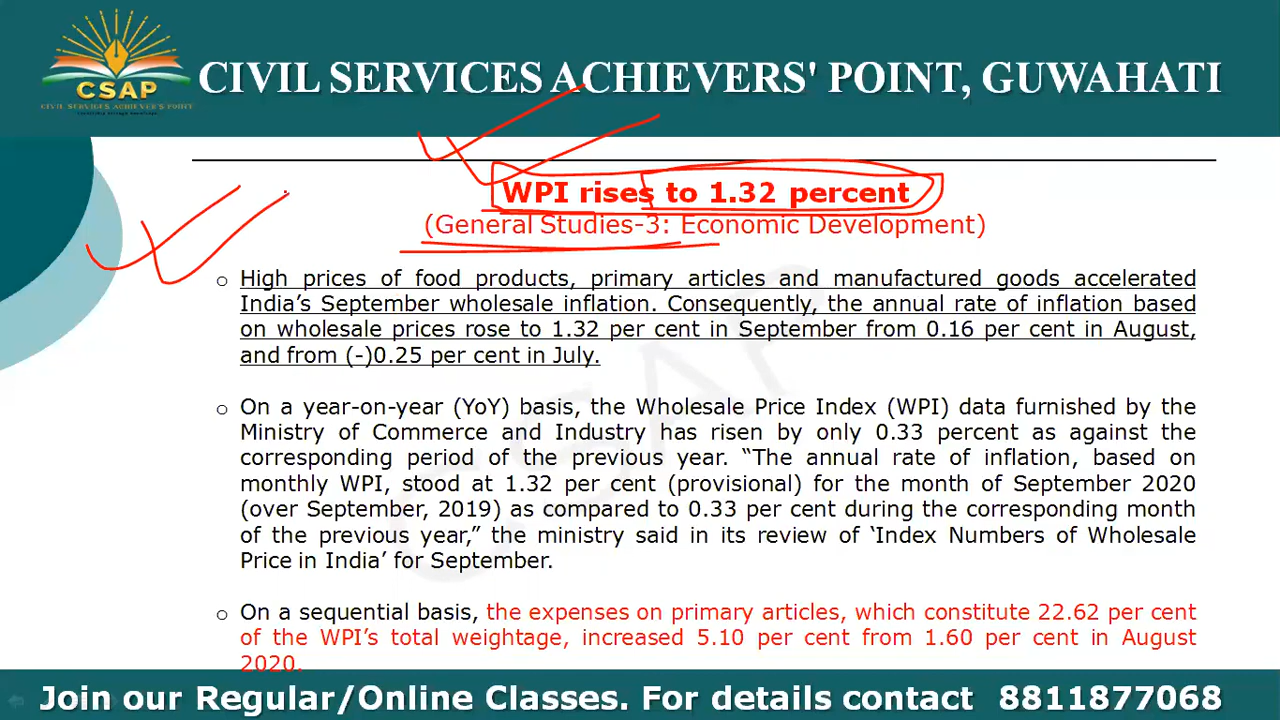 CSAP
CIVIL SERVICES ACHIEVER'S POINT
CIVIL SERVICES ACHIEVERS' POINT, GUWAHATI
WPI rises to 1.32 percent
(General Studies-3: Economic Development)
o High prices of food products, primary articles and manufactured goods accelerated
India’s September wholesale inflation. Consequently, the annual rate of inflation based
on wholesale prices rose to 1.32 per cent in September from 0.16 per cent in August,
and from (-)0.25 per cent in July.
o On a year-on-year (YoY) basis, the Wholesale Price Index (WPI) data furnished by the
Ministry of Commerce and Industry has risen by only 0.33 percent as against the
corresponding period of the previous year. “The annual rate of inflation, based on
monthly WPI, stood at 1.32 per cent (provisional) for the month of September 2020
(over September, 2019) as compared to 0.33 per cent during the corresponding month
of the previous year,” the ministry said in its review of ‘Index Numbers of Wholesale
Price in India’ for September.
o On a sequential basis, the expenses on primary articles, which constitute 22.62 per cent
of the WPI’s total weightage, increased 5.10 per cent from 1.60 per cent in August
2020.
CSAP
Join our Regular/Online Classes. For details contact 8811877068